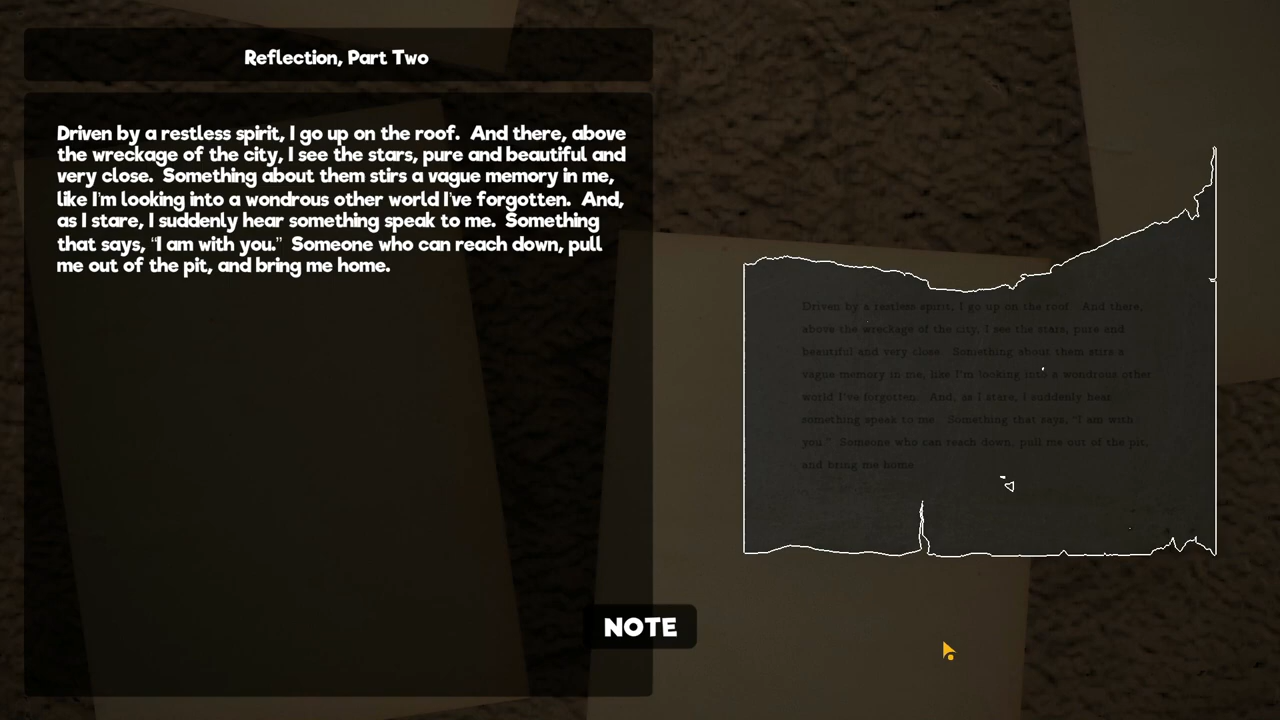 Reflection, Part Two
Driven by a restless spirit, I go up on the roof.  And there, above
the wreckage of the city, I see the stars, pure and beautiful and
very close.  Something about them stirs a vague memory in me,
like I'm looking into a wondrous other world I've forgotten.  And,
as I stare, I suddenly hear something speak to me.  Something
that says, “I am with you.”  Someone who can reach down, pull
me out of the pit, and bring me home.
Driven by a restless spirit, I go up on the roof.  And there,
above the wreckage of the city, I see the stars, pure and
beautiful and very close.  Something about them stirs a
vague memory in me, like I'm looking into a wondrous other
world I've forgotten.  And, as I stare, I suddenly hear
something speak to me.  Something that says, “I am with
you.”  Someone who can reach down, pull me out of the pit,
and bring me home.
NOTE